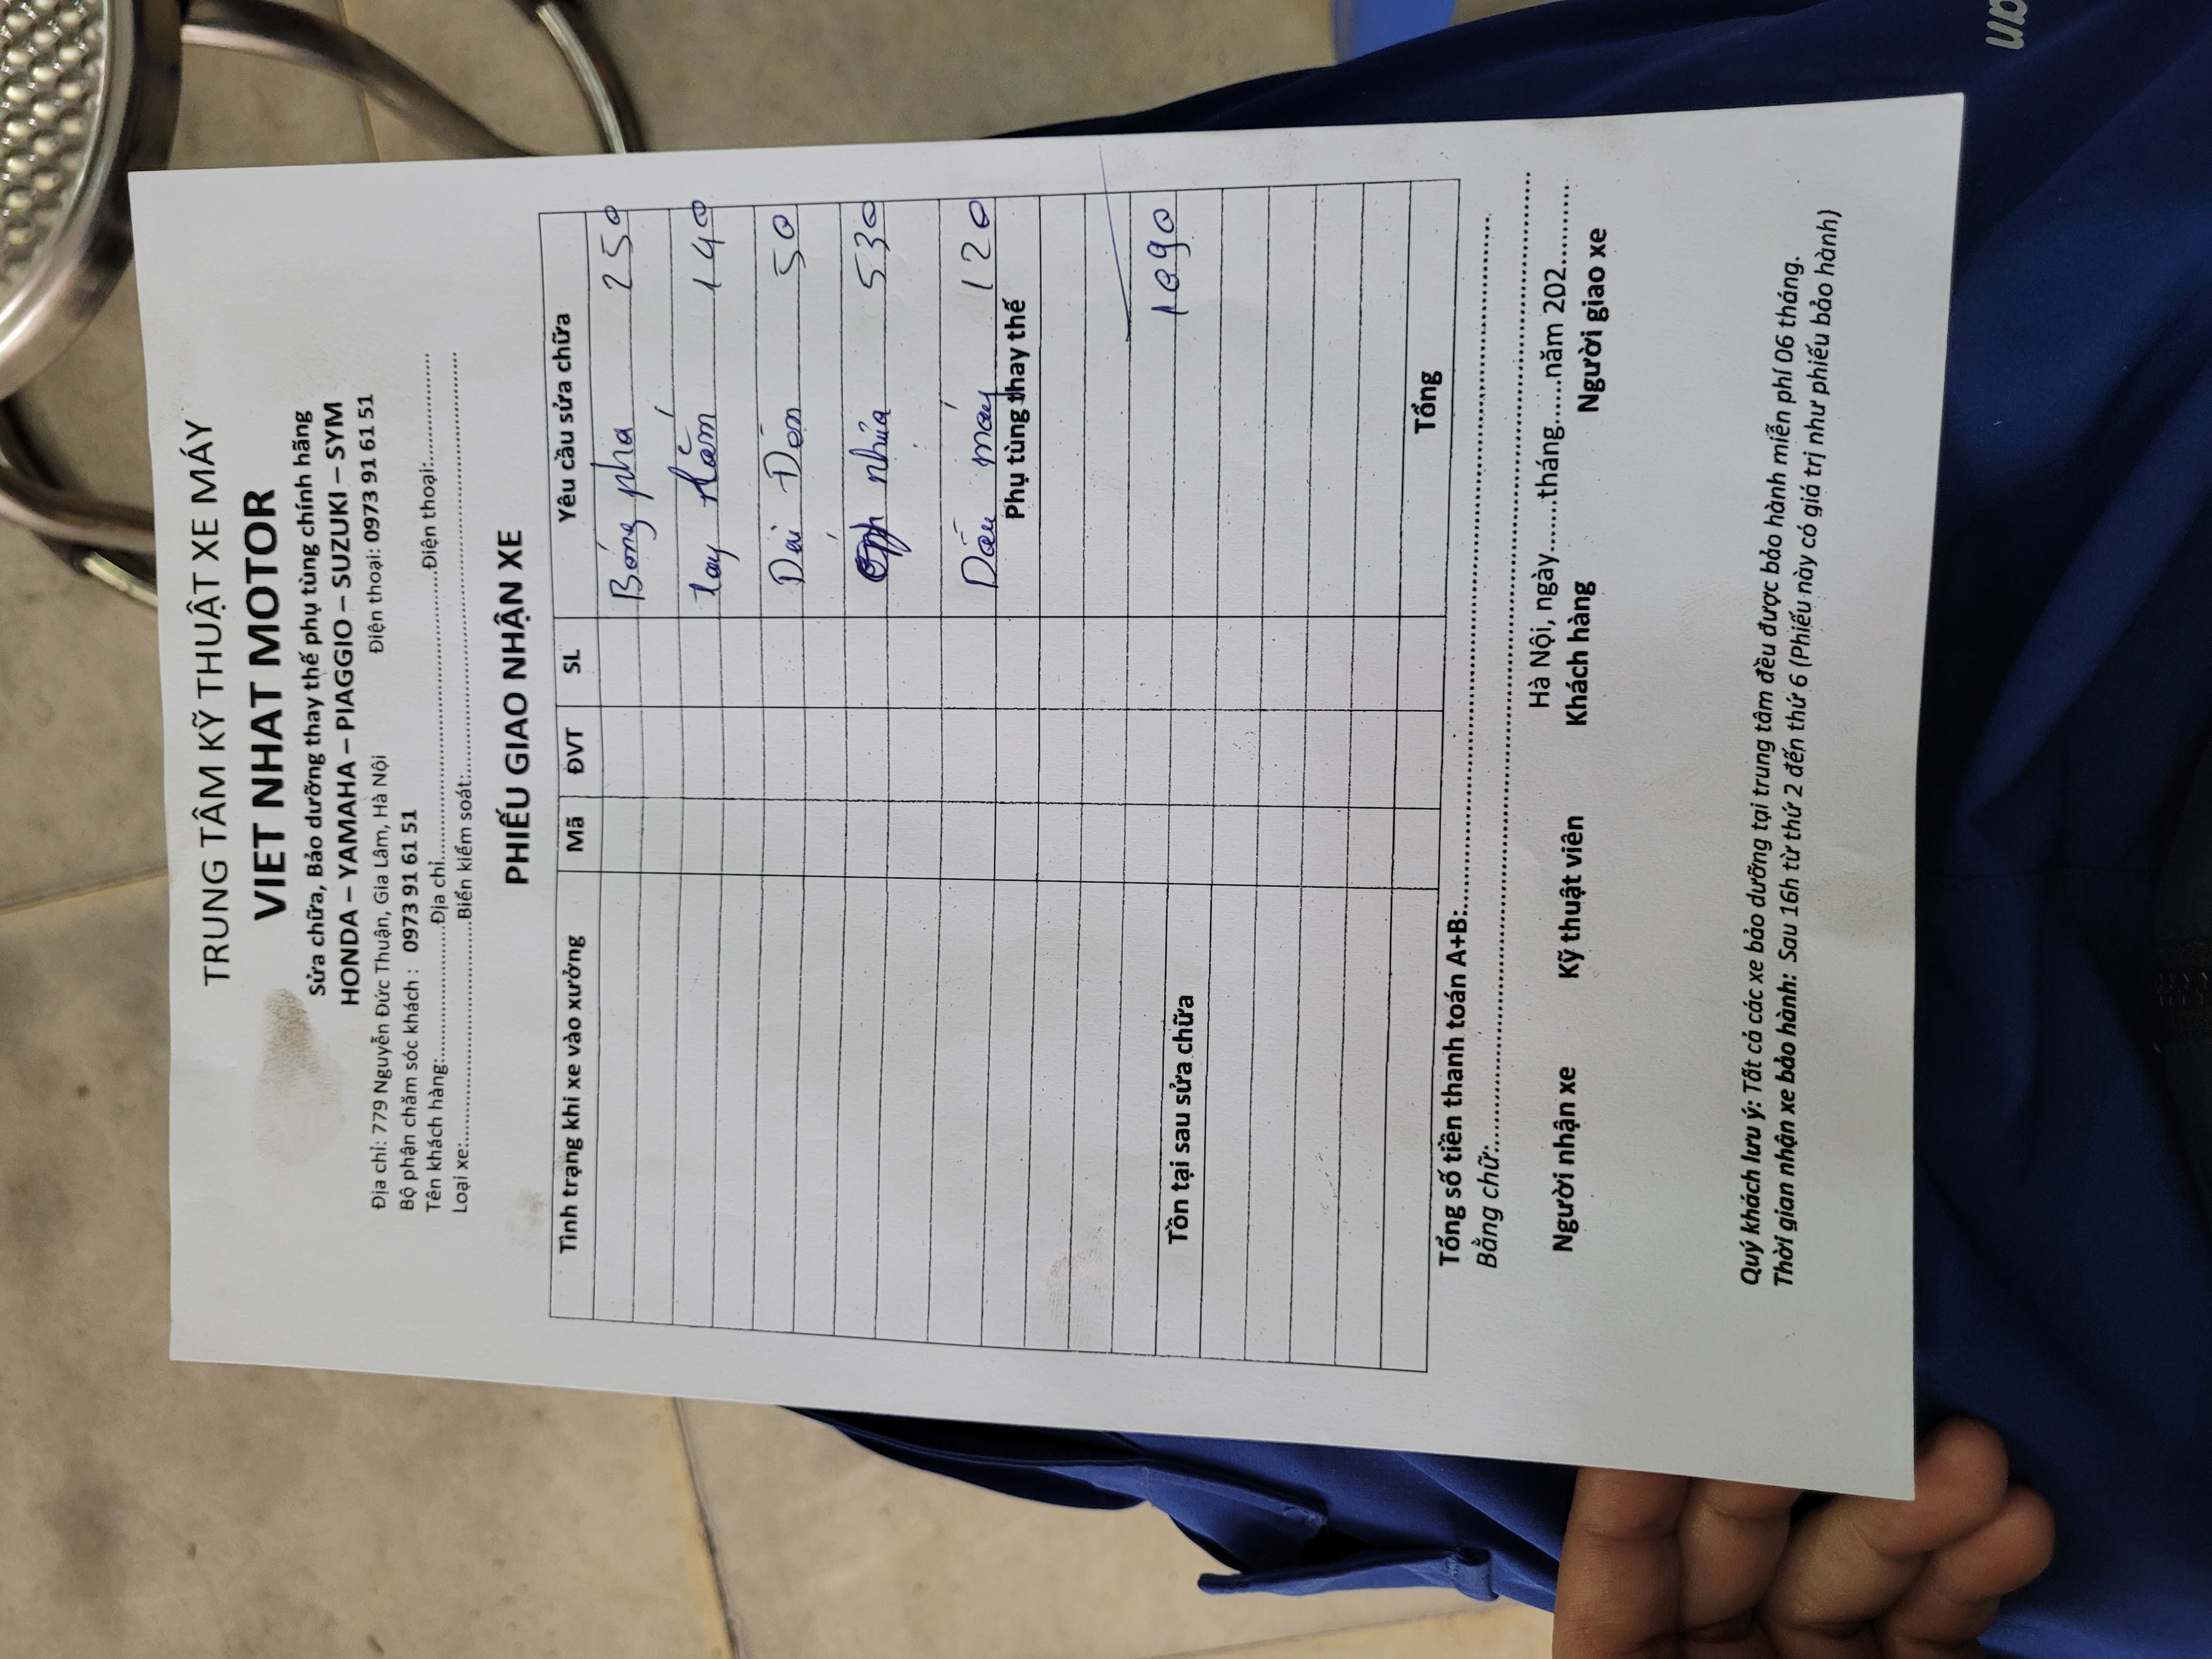 TRUNG TÂM KỸ THUẬT XE MÁY
VIET NHAT MOTOR
Sửa chữa, Bảo dưỡng thay thế phụ tùng chính hãng
HONDA – YAMAHA – PIAGGIO – SUZUKI – SYM
Địa chỉ: 779 Nguyễn Đức Thuận, Gia Lâm, Hà Nội Điện thoại: 0973 91 61 51
Bộ phận chăm sóc khách : 0973 91 61 51
Tên khách hàng:......................Địa chỉ................................................Điện thoại:..................
Loại xe:.....................................Biển kiểm soát:......................................................................
PHIẾU GIAO NHẬN XE
Tình trạng khi xe vào xưởng Mã ĐVT SL Yêu cầu sửa chữa
Bóng pha 250
tay nắm 140
Dai Đen 50
nhựa 530
Dầu máy 120
Phụ tùng thay thế
1090
Tồn tại sau sửa chữa
Tổng
Tổng số tiền thanh toán A+B:..........................................................................................
Bằng chữ:..........................................................................................................................
Hà Nội, ngày.......tháng......năm 202...........
Người nhận xe Kỹ thuật viên Khách hàng Người giao xe
Quý khách lưu ý: Tất cả các xe bảo dưỡng tại trung tâm đều được bảo hành miễn phí 06 tháng.
Thời gian nhận xe bảo hành: Sau 16h từ thứ 2 đến thứ 6 (Phiếu này có giá trị như phiếu bảo hành)